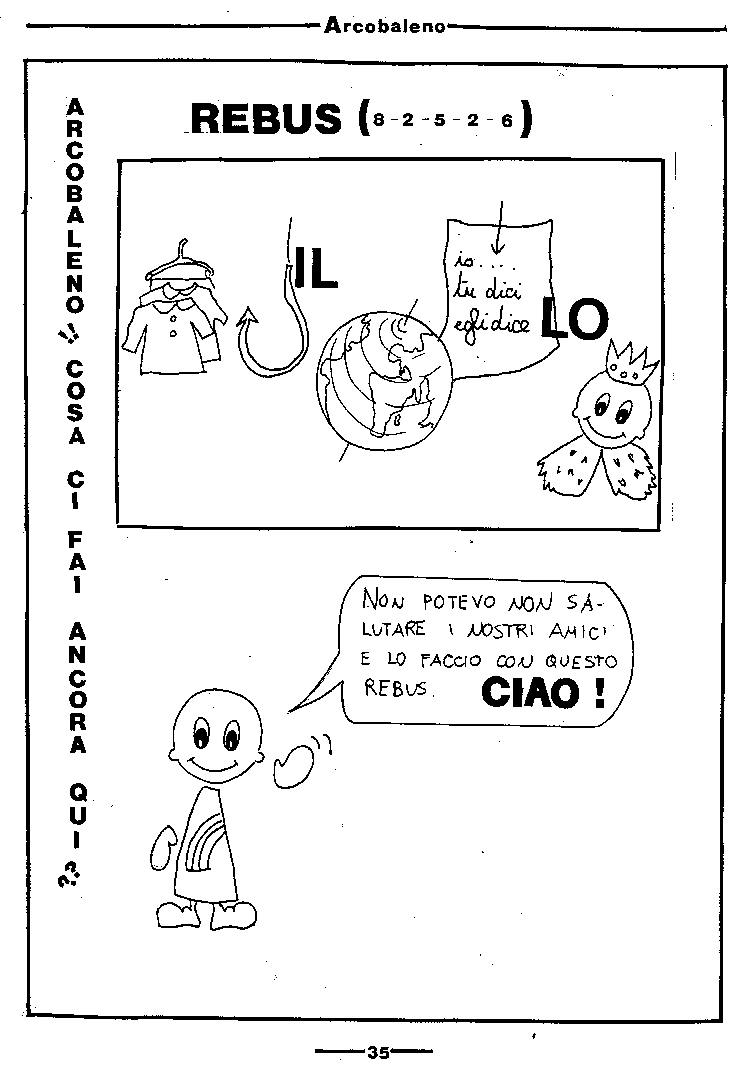 Arcobaleno
ARCOBALENO!! COSA CI FAI ANCORA QUI??
REBUS (8-2-5-2-6)
IL
io....
tu dici
egli dice
LO
NON POTEVO NON SA-
LUTARE I NOSTRI AMICI
E LO FACCIO CON QUESTO
REBUS. CIAO!
35